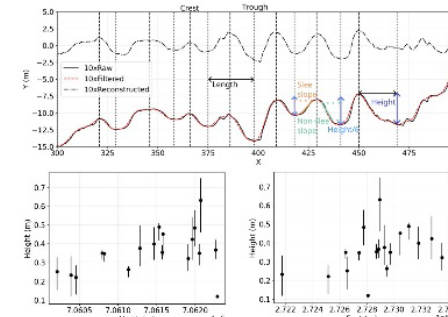 Crest Trough
5.0
2.5
0.0
−2.5
−5.0
−7.5
−10.0
−12.5
−15.0
Y (m)
10xRaw
10xFiltered
10xReconstructed
Length
Slee
slope
Height
300 325 350 375 400 425 450 475
X
0.7
0.6
0.5
0.4
0.3
0.2
0.1
Height (m)
7.0605 7.0610 7.0615 7.0620
0.7
0.6
0.5
0.4
0.3
0.2
0.1
Height (m)
2.722 2.724 2.726 2.728 2.730 2.732